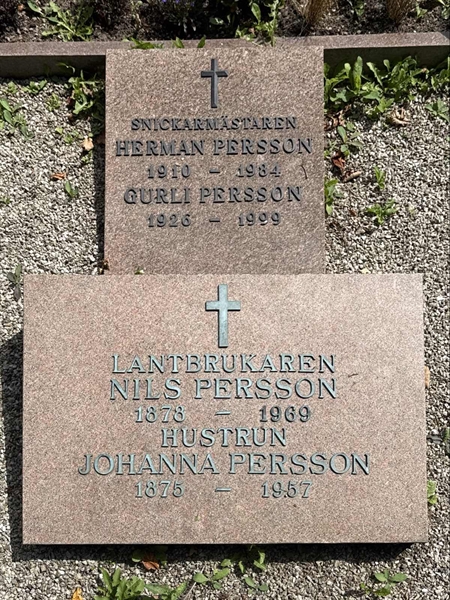 SNICKARMÄSTAREN
HERMAN PERSSON
1910 – 1984
GURLI PERSSON
1926 – 1999
LANTBRUKAREN
NILS PERSSON
1878 – 1969
HUSTRUN
JOHANNA PERSSON
1875 – 1957